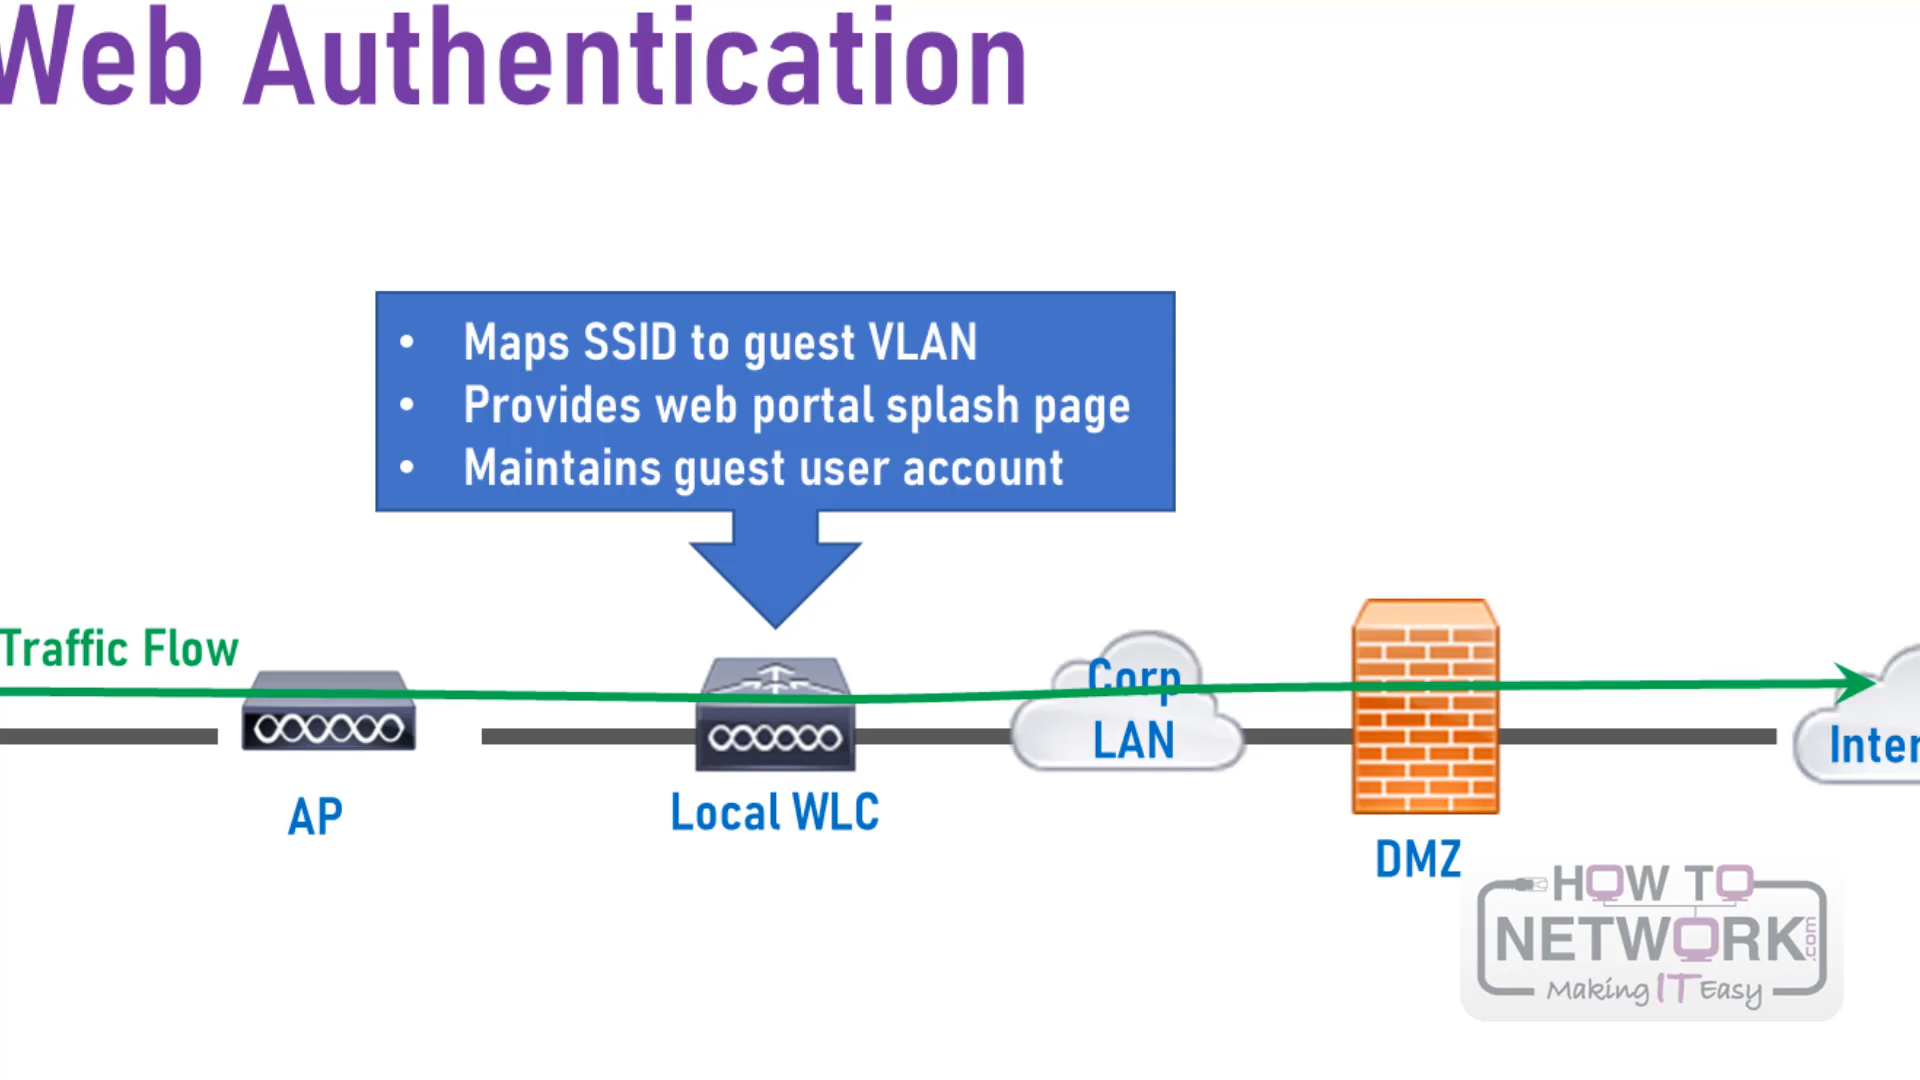 Web Authentication
• Maps SSID to guest VLAN
• Provides web portal splash page
• Maintains guest user account
Traffic Flow
Corp
LAN
Inter
AP
Local WLC
DMZ
HOW TO
NETWORK.com
Making IT Easy